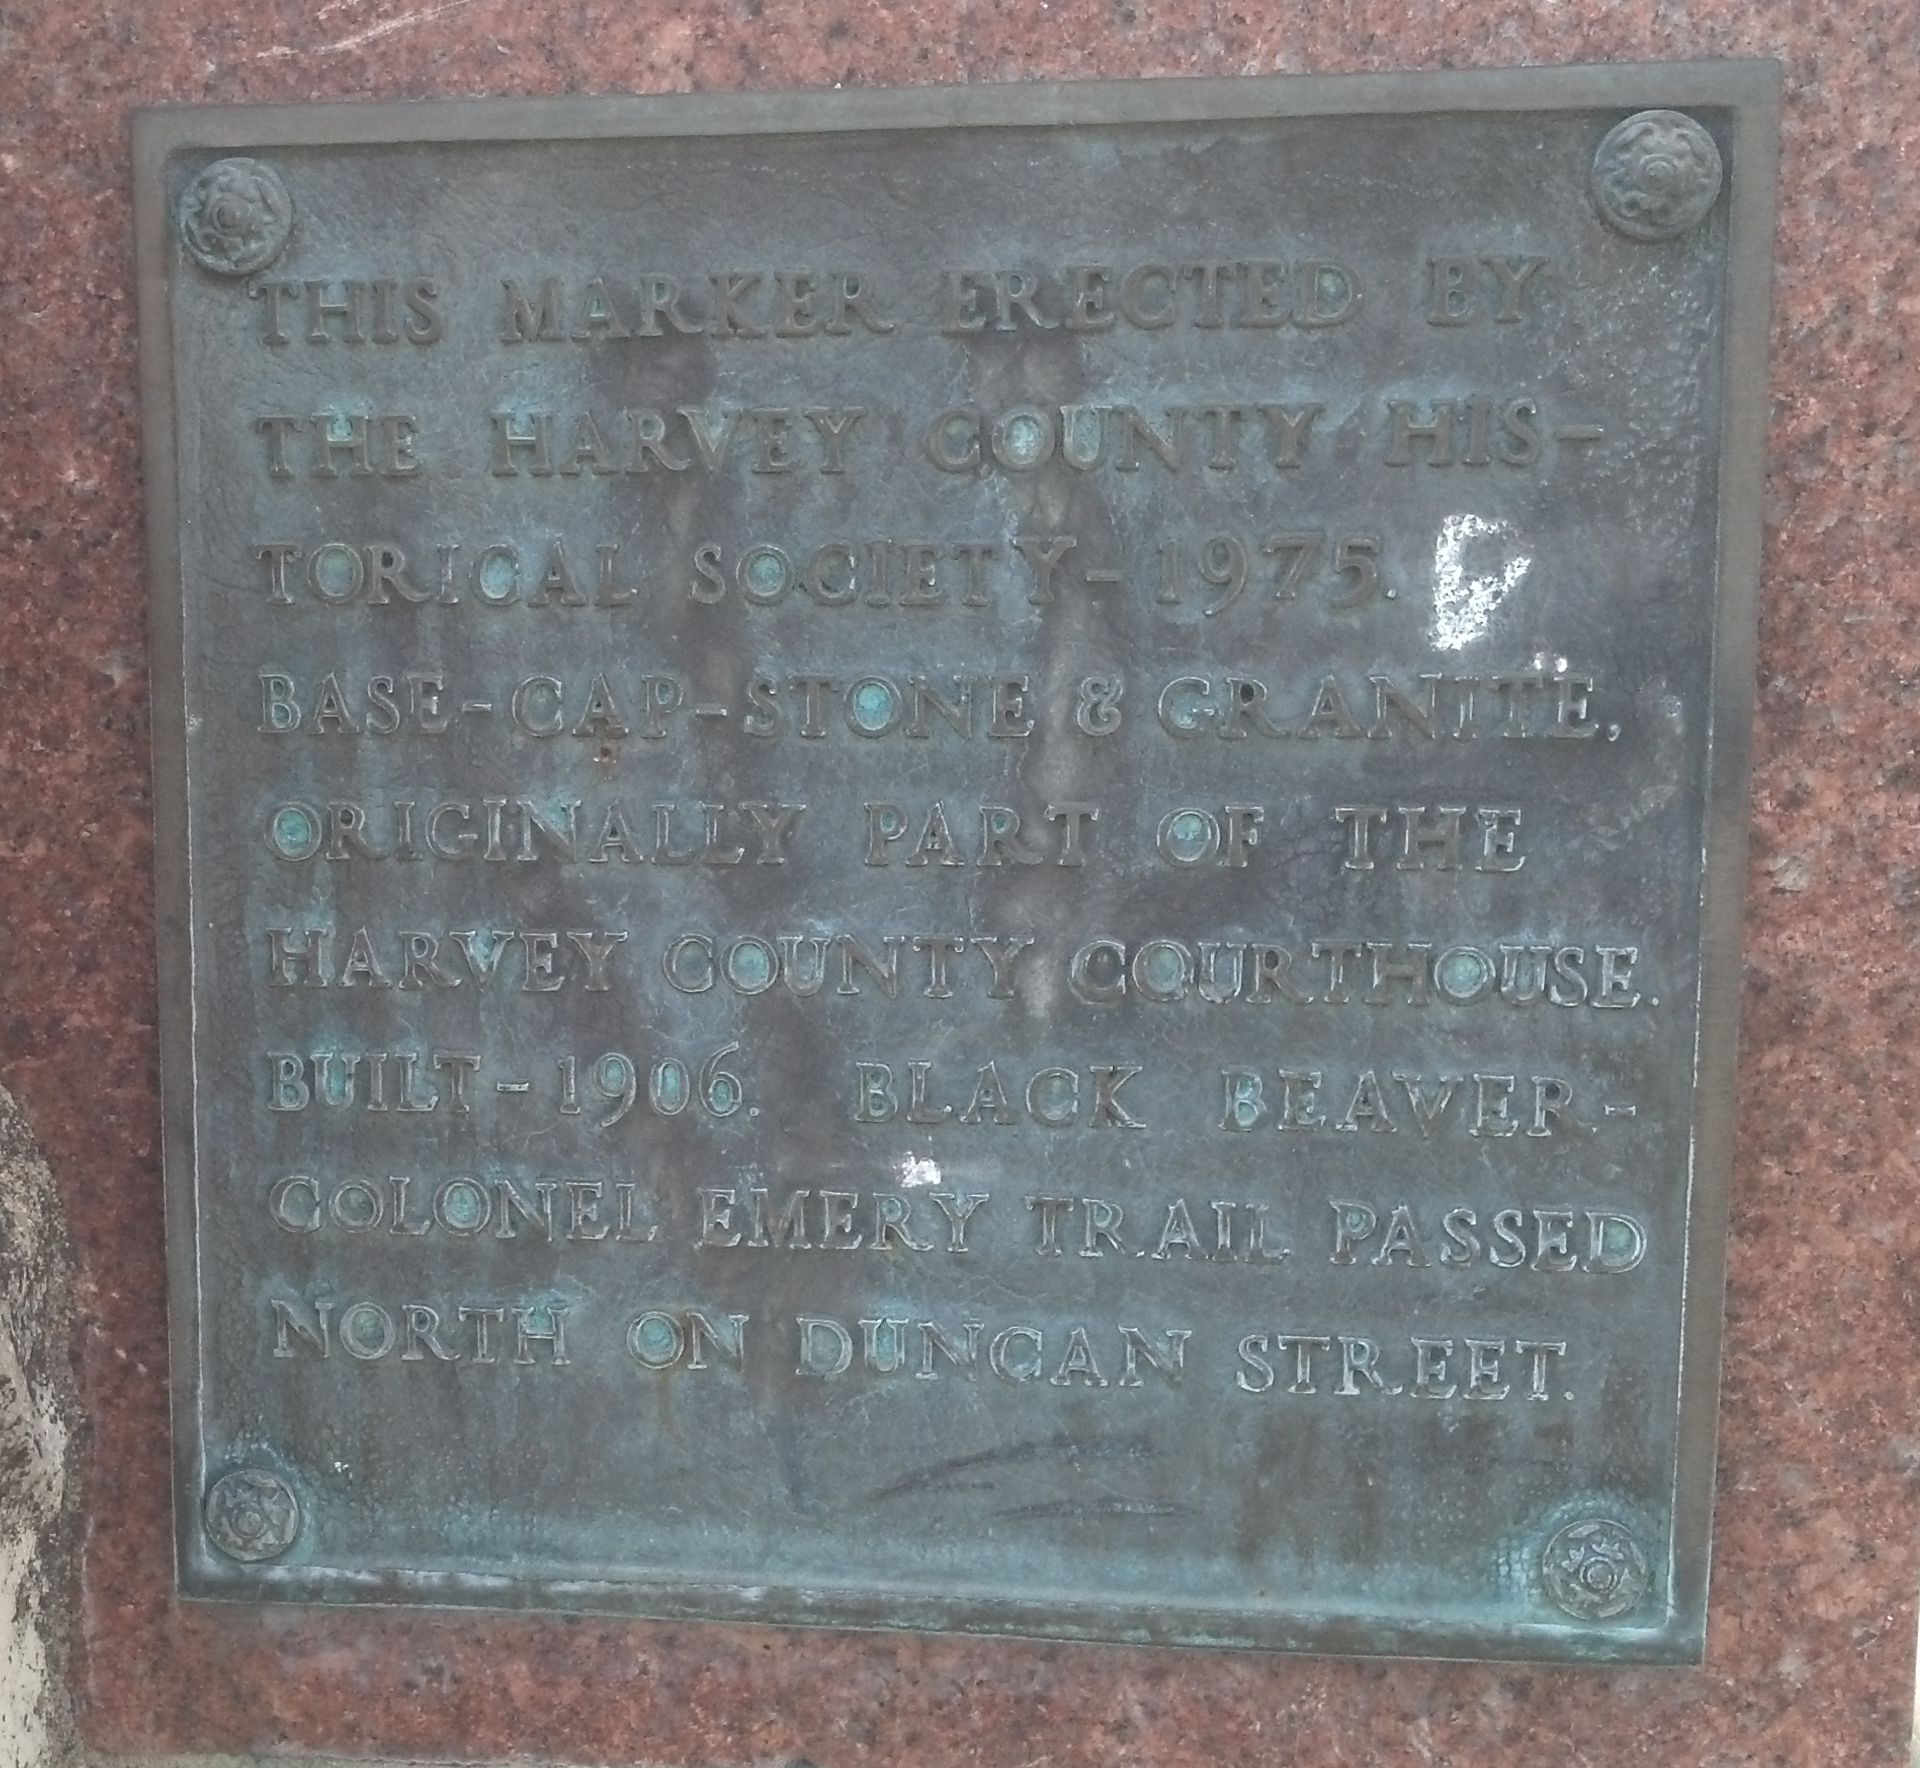 THIS MARKER ERECTED BY
THE HARVEY COUNTY HIS-
TORICAL SOCIETY - 1975.
BASE-CAP-STONE & GRANITE,
ORIGINALLY PART OF THE
HARVEY COUNTY COURTHOUSE.
BUILT - 1906. BLACK BEAVER-
COLONEL EMERY TRAIL PASSED
NORTH ON DUNCAN STREET.